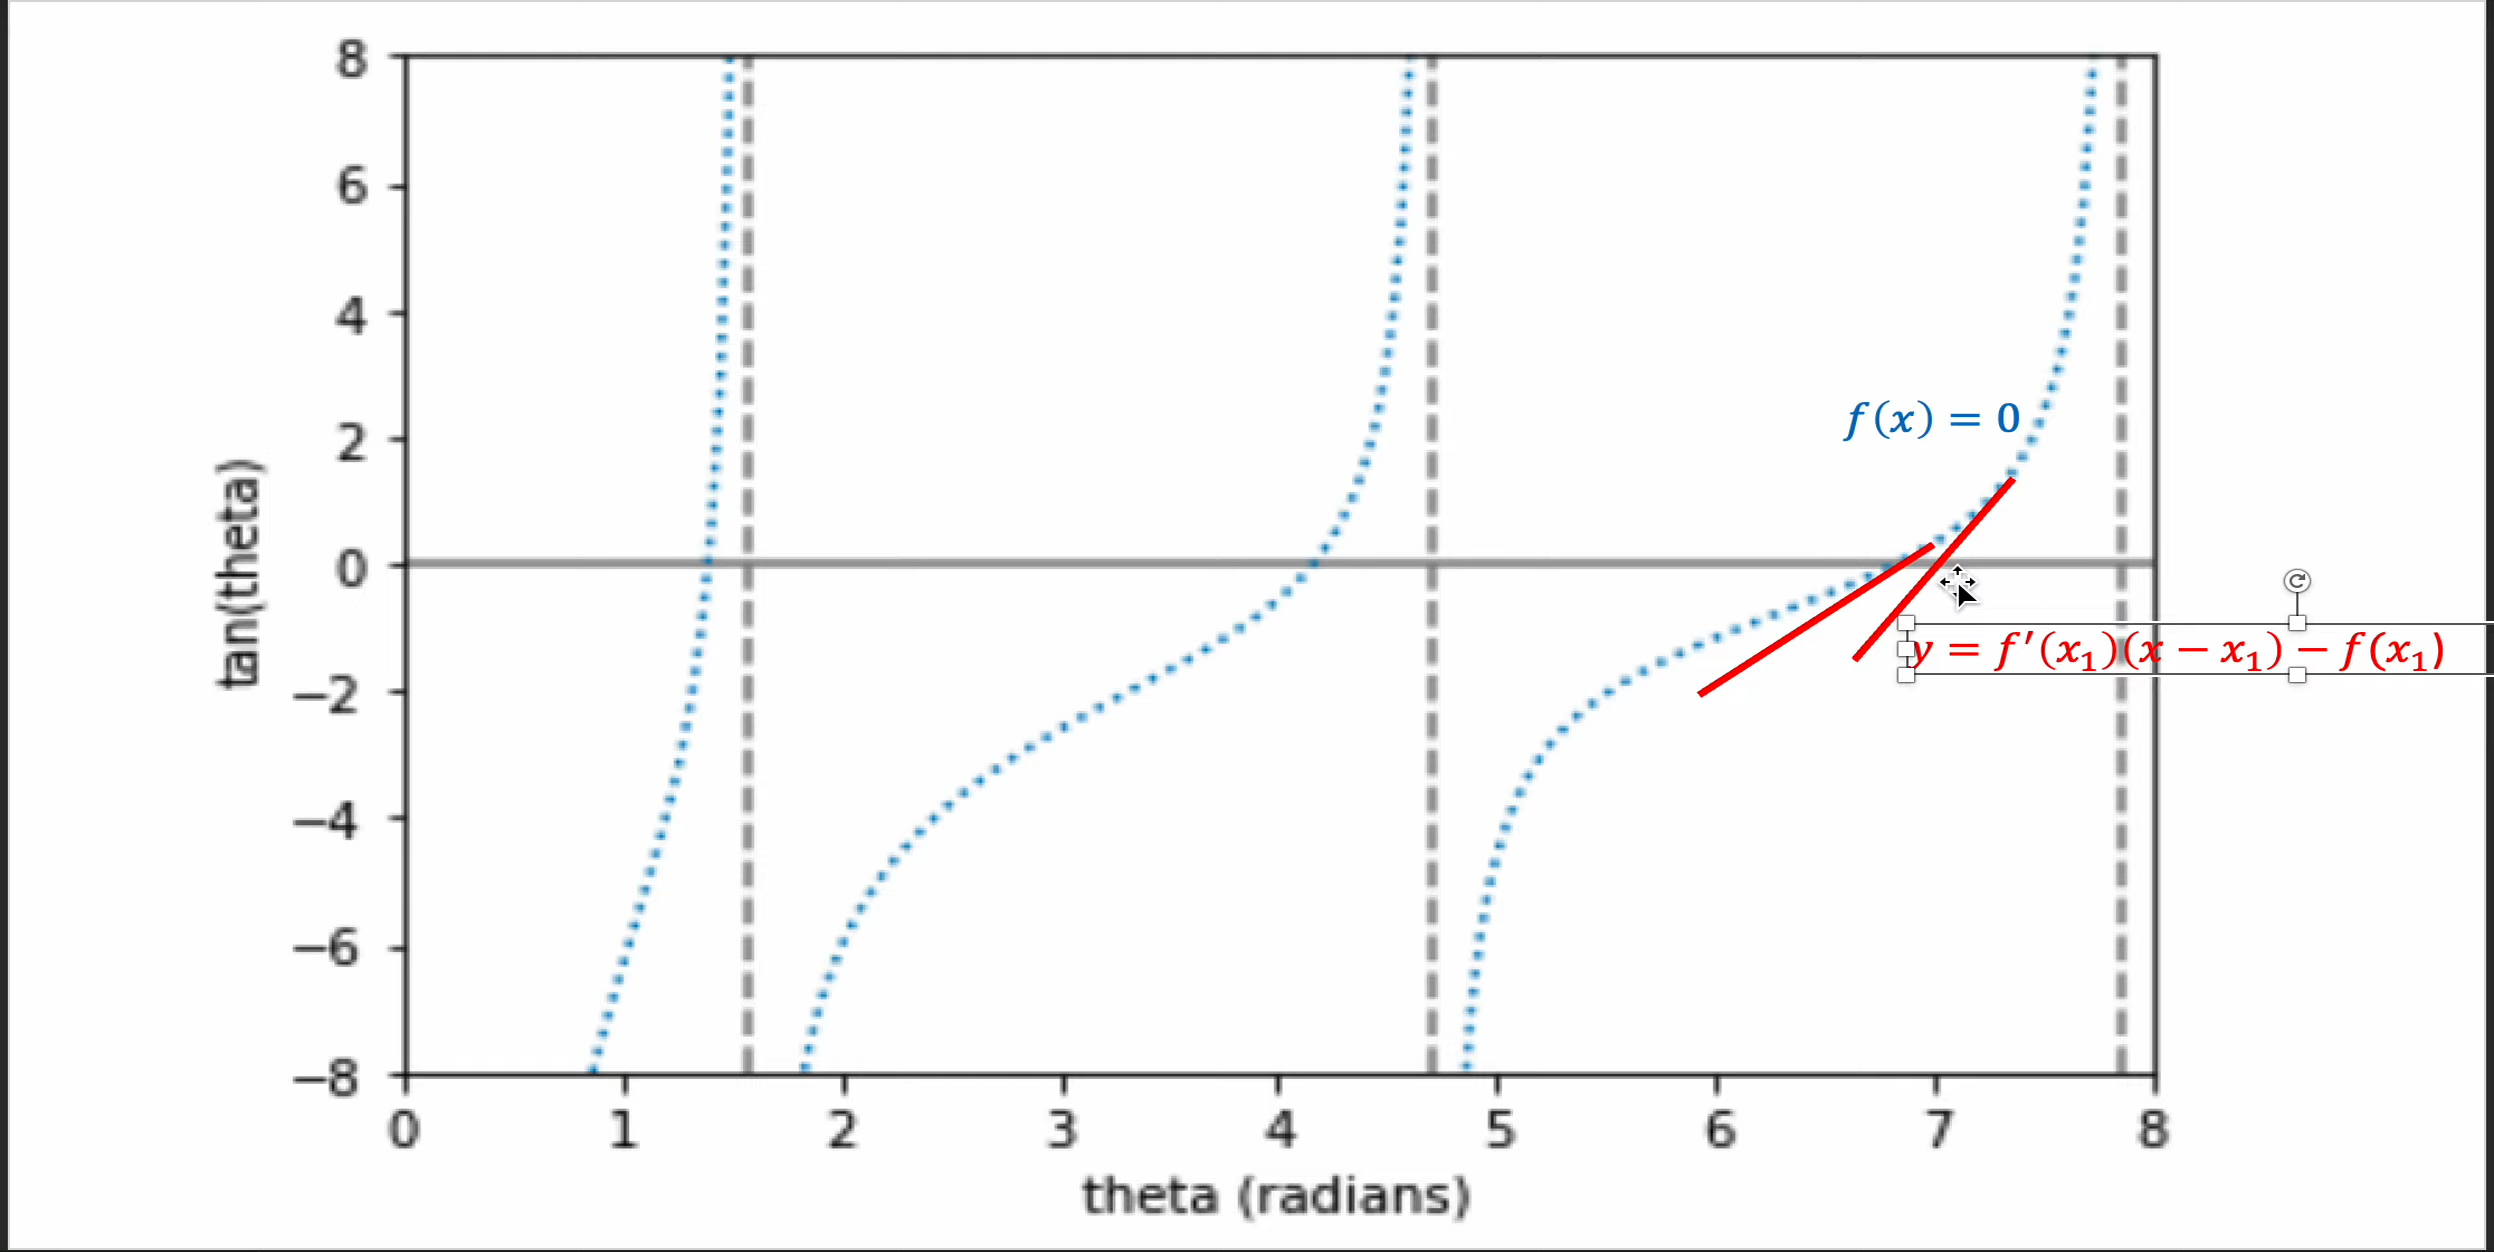 8
6
4
2
0
−2
−4
−6
−8
tan(theta)
f(x) = 0
y = f′(x₁)(x − x₁) − f(x₁)
0 1 2 3 4 5 6 7 8
theta (radians)